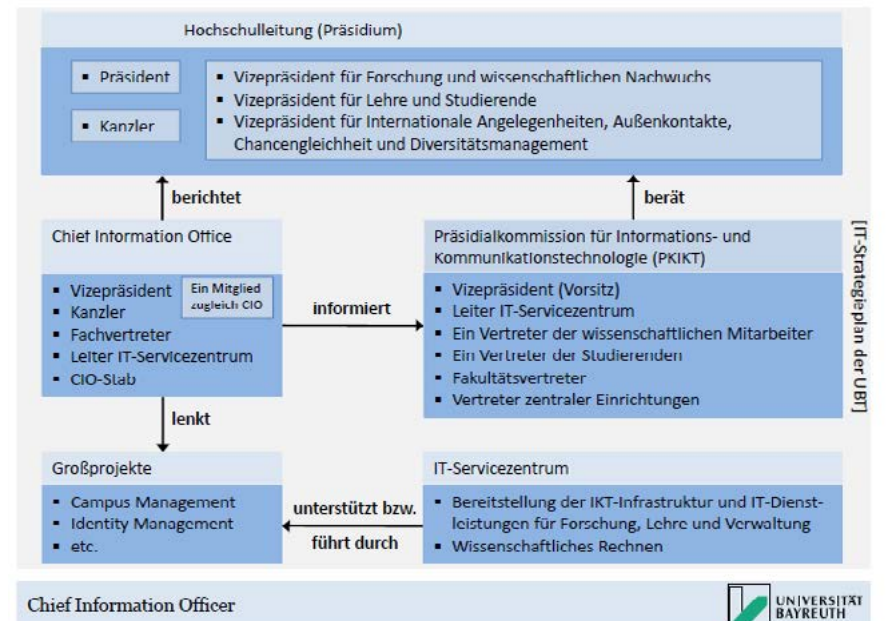 Hochschulleitung (Präsidium)
▪ Präsident
▪ Kanzler
▪ Vizepräsident für Forschung und wissenschaftlichen Nachwuchs
▪ Vizepräsident für Lehre und Studierende
▪ Vizepräsident für Internationale Angelegenheiten, Außenkontakte,
Chancengleichheit und Diversitätsmanagement
berichtet
berät
Chief Information Office
▪ Vizepräsident
▪ Kanzler
▪ Fachvertreter
▪ Leiter IT-Servicezentrum
▪ CIO-Stab
Ein Mitglied
zugleich CIO
informiert
Präsidialkommission für Informations- und
Kommunikationstechnologie (PKIKT)
▪ Vizepräsident (Vorsitz)
▪ Leiter IT-Servicezentrum
▪ Ein Vertreter der wissenschaftlichen Mitarbeiter
▪ Ein Vertreter der Studierenden
▪ Fakultätsvertreter
▪ Vertreter zentraler Einrichtungen
[IT-Strategieplan der UBT]
lenkt
Großprojekte
▪ Campus Management
▪ Identity Management
▪ etc.
unterstützt bzw.
führt durch
IT-Servicezentrum
▪ Bereitstellung der IKT-Infrastruktur und IT-Dienst-
leistungen für Forschung, Lehre und Verwaltung
▪ Wissenschaftliches Rechnen
Chief Information Officer
UNIVERSITÄT
BAYREUTH